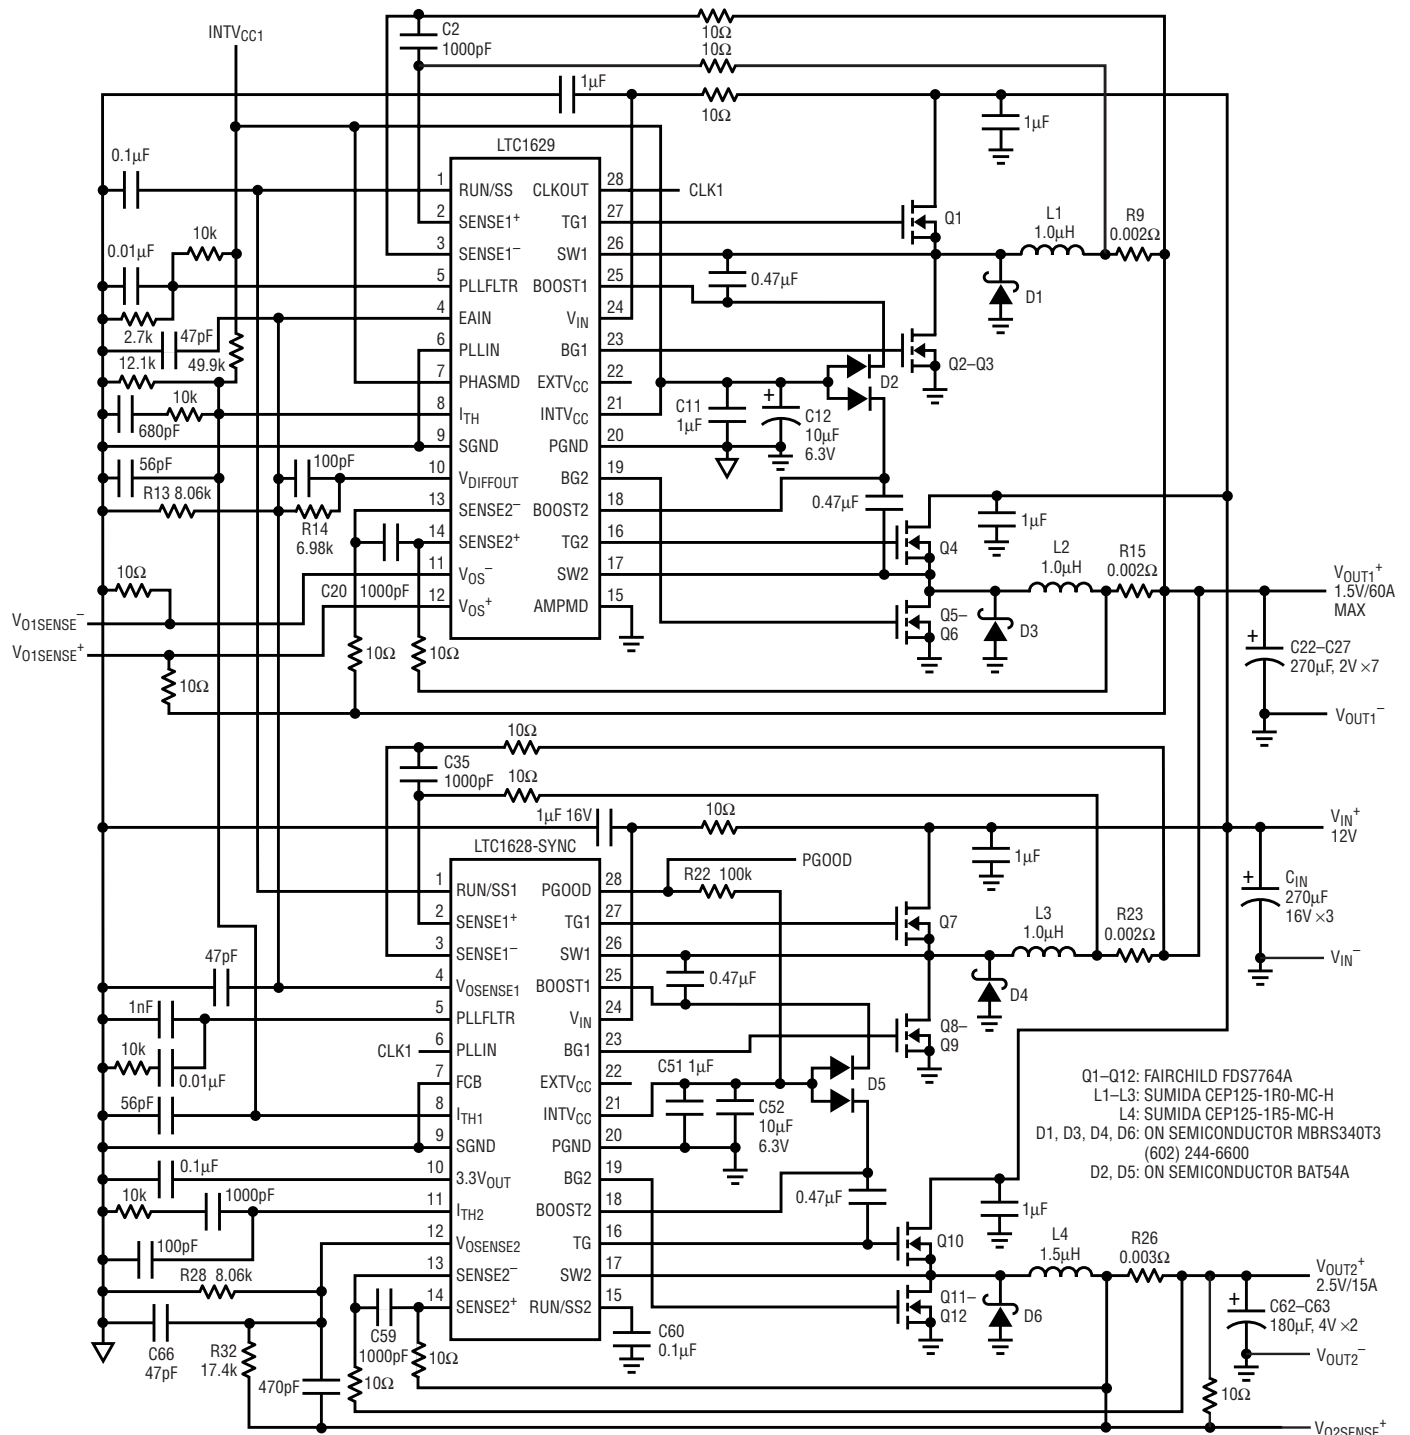 INTVCC1
C2
1000pF
10Ω
10Ω
1µF
10Ω
1µF
0.1µF
LTC1629
1 RUN/SS CLKOUT 28 CLK1
2 SENSE1+ TG1 27 Q1
3 SENSE1− SW1 26
5 PLLFLTR BOOST1 25
4 EAIN VIN 24
6 PLLIN BG1 23
7 PHASMD EXTVCC 22
8 ITH INTVCC 21
9 SGND PGND 20
10 VDIFFOUT BG2 19
13 SENSE2− BOOST2 18
14 SENSE2+ TG2 16
11 VOS− SW2 17
12 VOS+ AMPMD 15
10k
0.01µF
2.7k
47pF
12.1k
49.9k
10k
680pF
56pF
100pF
R13 8.06k
R14
6.98k
10Ω
C20 1000pF
VO1SENSE−
VO1SENSE+
10Ω
10Ω
10Ω
L1
1.0µH
R9
0.002Ω
0.47µF
D1
Q2–Q3
D2
C11
1µF
C12
10µF
6.3V
0.47µF
1µF
Q4
L2
1.0µH
R15
0.002Ω
Q5–
Q6
D3
VOUT1+
1.5V/60A
MAX
C22–C27
270µF, 2V ×7
VOUT1−
10Ω
C35
1000pF
10Ω
1µF 16V
10Ω
1µF
VIN+
12V
CIN
270µF
16V ×3
VIN−
LTC1628-SYNC
PGOOD
R22 100k
1 RUN/SS1 PGOOD 28
2 SENSE1+ TG1 27 Q7
3 SENSE1− SW1 26
4 VOSENSE1 BOOST1 25
5 PLLFLTR VIN 24
CLK1 6 PLLIN BG1 23
7 FCB EXTVCC 22
8 ITH1 INTVCC 21
9 SGND PGND 20
10 3.3VOUT BG2 19
11 ITH2 BOOST2 18
12 VOSENSE2 TG 16
13 SENSE2− SW2 17
14 SENSE2+ RUN/SS2 15
L3
1.0µH
R23
0.002Ω
0.47µF
D4
Q8–
Q9
47pF
1nF
10k
0.01µF
56pF
0.1µF
10k
1000pF
100pF
R28 8.06k
C66
47pF
R32
17.4k
470pF
C59
1000pF
10Ω
10Ω
C60
0.1µF
C51 1µF
C52
10µF
6.3V
D5
0.47µF
1µF
Q10
L4
1.5µH
R26
0.003Ω
Q11–
Q12
D6
VOUT2+
2.5V/15A
C62–C63
180µF, 4V ×2
VOUT2−
10Ω
VO2SENSE+
Q1–Q12: FAIRCHILD FDS7764A
L1–L3: SUMIDA CEP125-1R0-MC-H
L4: SUMIDA CEP125-1R5-MC-H
D1, D3, D4, D6: ON SEMICONDUCTOR MBRS340T3
(602) 244-6600
D2, D5: ON SEMICONDUCTOR BAT54A